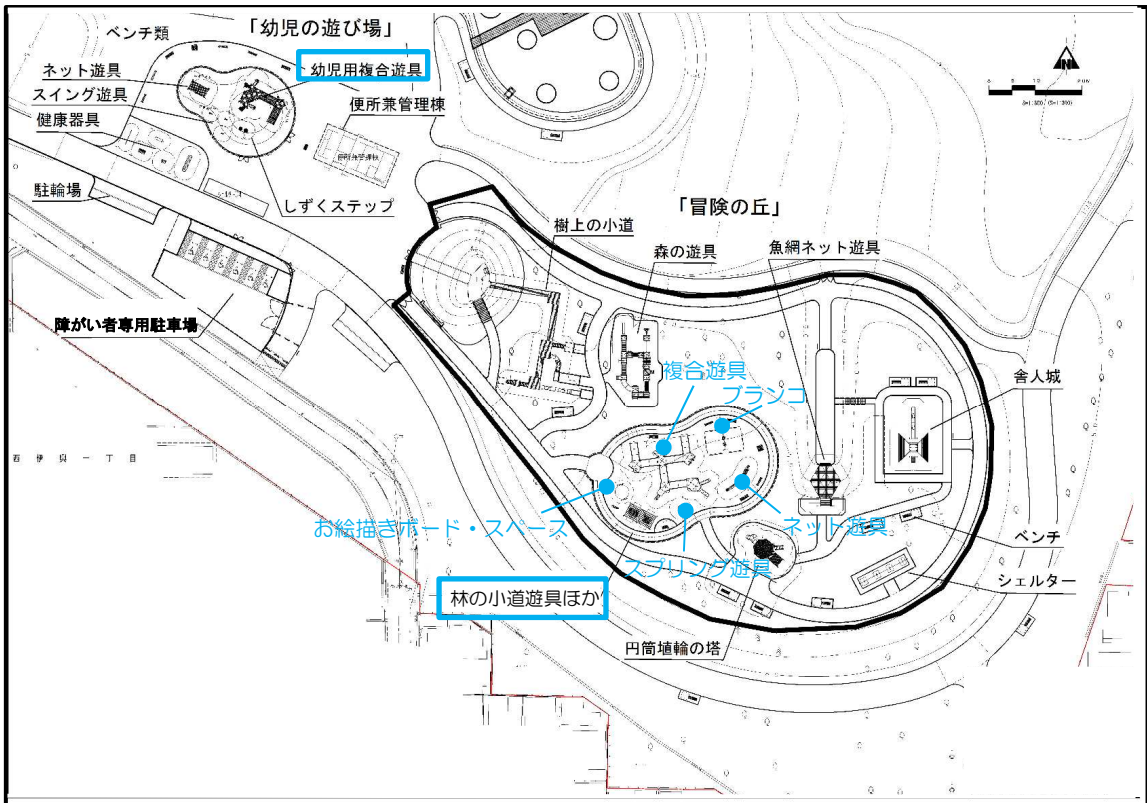 「幼児の遊び場」
ベンチ類
ネット遊具
幼児用複合遊具
スイング遊具
便所兼管理棟
健康器具
便所兼管理棟
駐輪場
しずくステップ
「冒険の丘」
樹上の小道
森の遊具
魚網ネット遊具
障がい者専用駐車場
複合遊具
舎人城
ブランコ
お絵描きボード・スペース
ネット遊具
ベンチ
スプリング遊具
シェルター
林の小道遊具ほか
円筒埴輪の塔
N